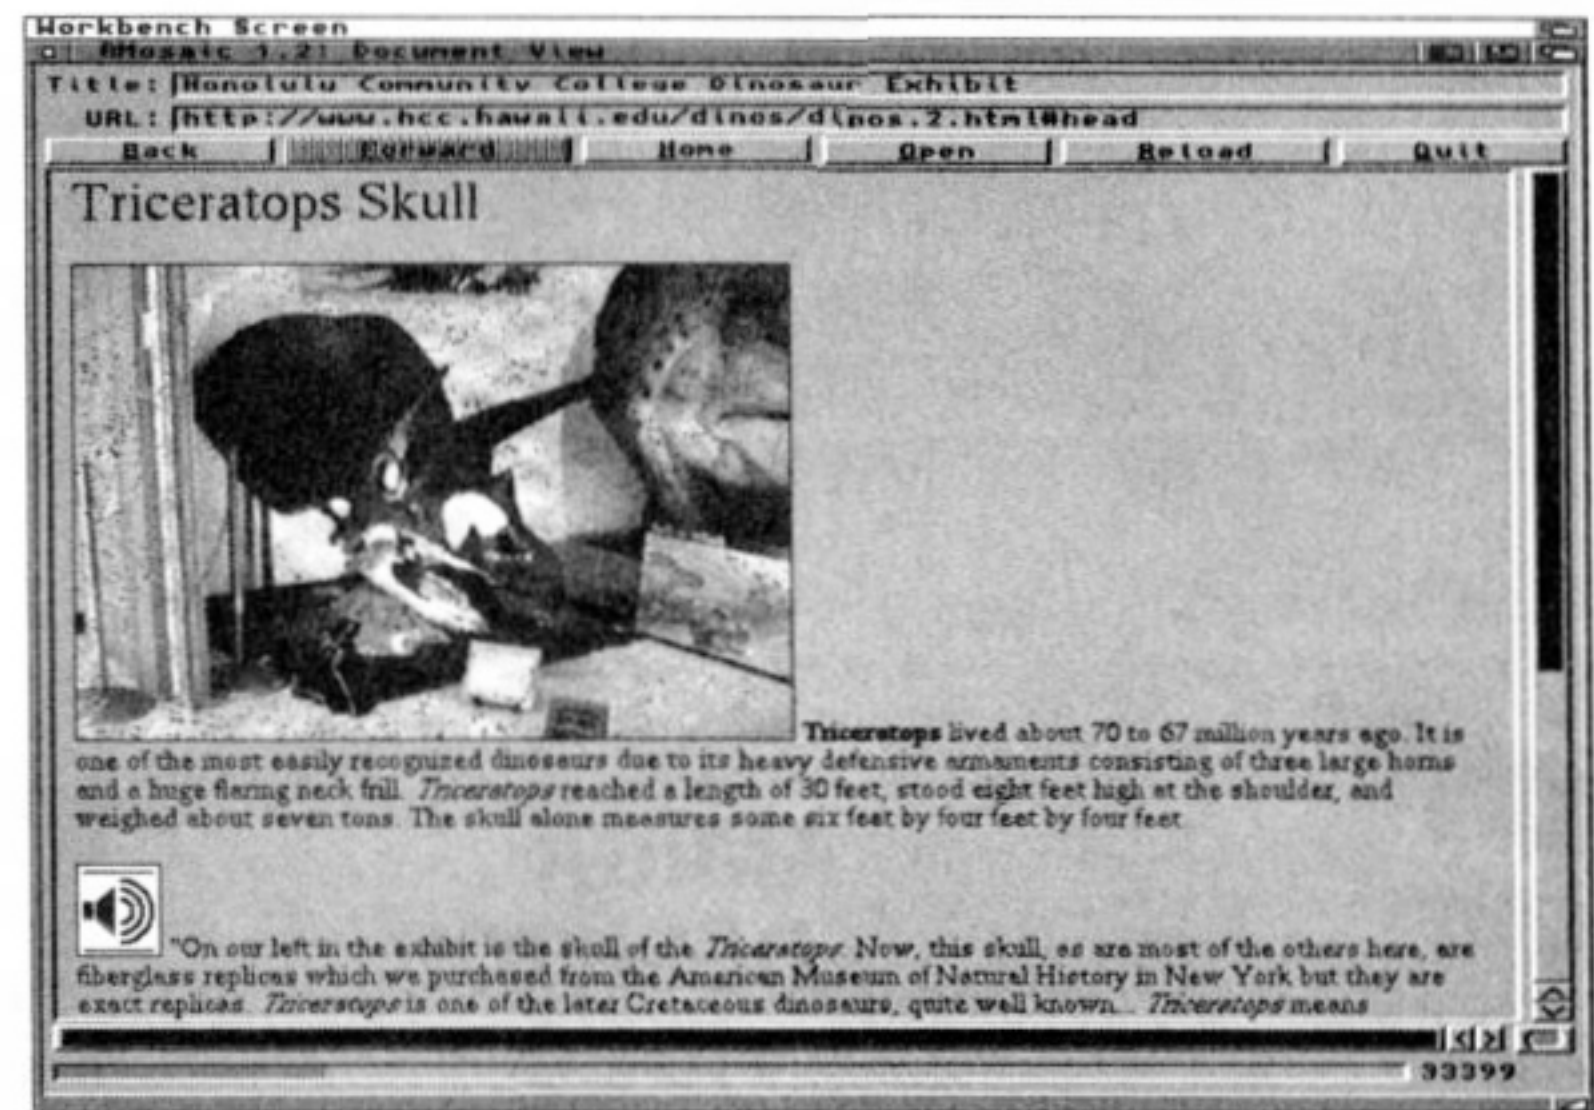 Workbench Screen
AMosaic 1.2: Document View
Title: Honolulu Community College Dinosaur Exhibit
URL: http://www.hcc.hawaii.edu/dinos/dinos.2.html#head
Back Forward Home Open Reload Quit
Triceratops Skull
Triceratops lived about 70 to 67 million years ago. It is
one of the most easily recognized dinosaurs due to its heavy defensive armaments consisting of three large horns
and a huge flaring neck frill. Triceratops reached a length of 30 feet, stood eight feet high at the shoulder, and
weighed about seven tons. The skull alone measures some six feet by four feet by four feet.
"On our left in the exhibit is the skull of the Triceratops. Now, this skull, as are most of the others here, are
fiberglass replicas which we purchased from the American Museum of Natural History in New York but they are
exact replicas. Triceratops is one of the later Cretaceous dinosaurs, quite well known... Triceratops means
33399